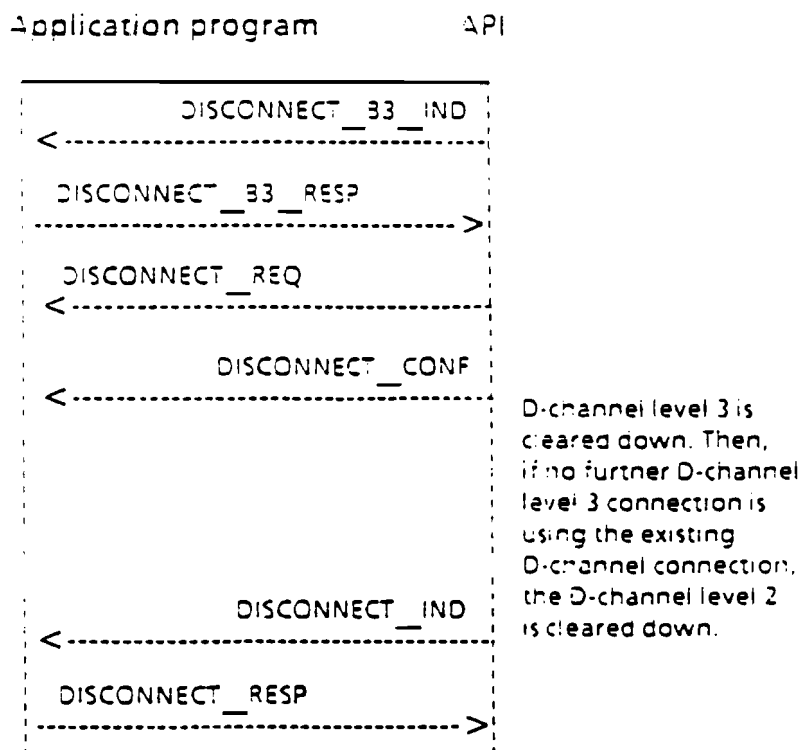 Application program API
DISCONNECT_B3_IND
DISCONNECT_B3_RESP
DISCONNECT_REQ
DISCONNECT_CONF
D-channel level 3 is
cleared down. Then,
if no further D-channel
level 3 connection is
using the existing
D-channel connection,
the D-channel level 2
is cleared down.
DISCONNECT_IND
DISCONNECT_RESP